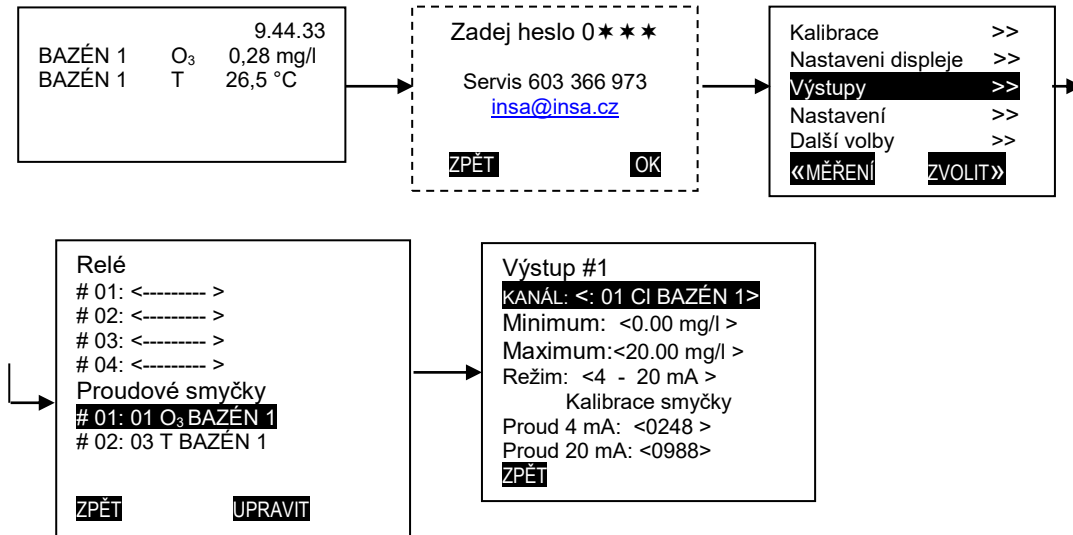 9.44.33
BAZÉN 1 O₃ 0,28 mg/l
BAZÉN 1 T 26,5 °C
Zadej heslo 0✶✶✶
Servis 603 366 973
insa@insa.cz
ZPĚT OK
Kalibrace >>
Nastaveni displeje >>
Výstupy >>
Nastavení >>
Další volby >>
«MĚŘENÍ ZVOLIT»
Relé
# 01: <--------- >
# 02: <--------- >
# 03: <--------- >
# 04: <--------- >
Proudové smyčky
# 01: 01 O₃ BAZÉN 1
# 02: 03 T BAZÉN 1
ZPĚT UPRAVIT
Výstup #1
KANÁL: <: 01 Cl BAZÉN 1>
Minimum: <0.00 mg/l >
Maximum:<20.00 mg/l >
Režim: <4 - 20 mA >
Kalibrace smyčky
Proud 4 mA: <0248 >
Proud 20 mA: <0988>
ZPĚT